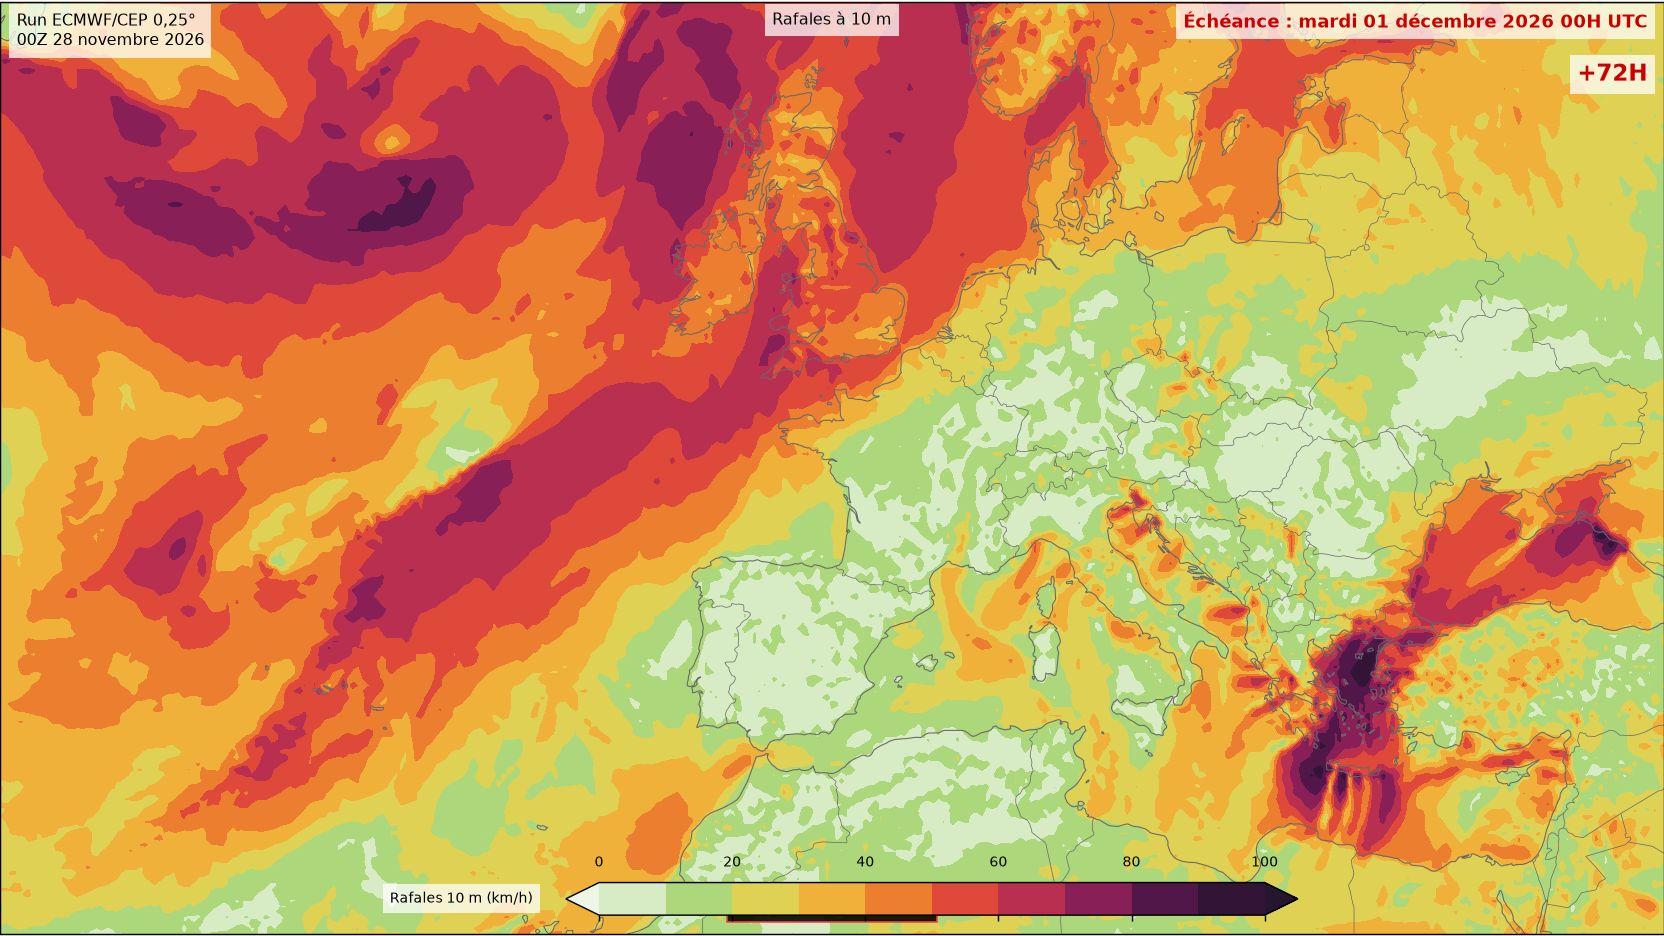 Run ECMWF/CEP 0,25°
00Z 28 novembre 2026
Rafales à 10 m
Échéance : mardi 01 décembre 2026 00H UTC
+72H
0 20 40 60 80 100
Rafales 10 m (km/h)